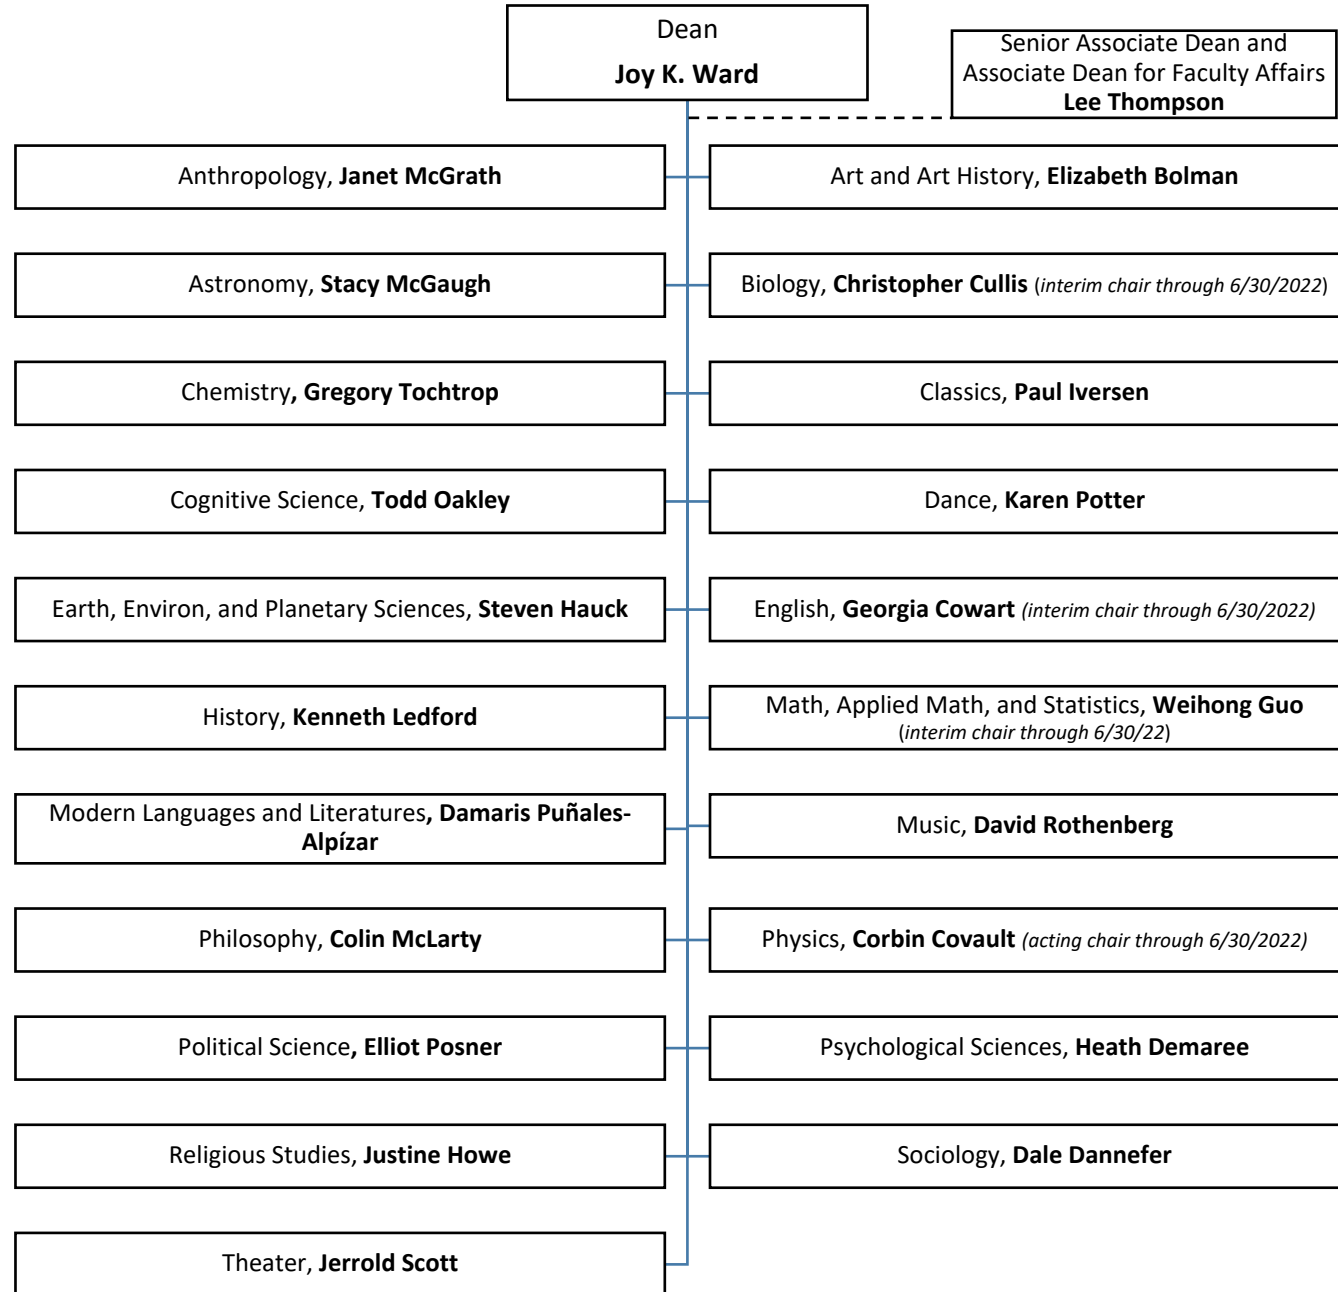 Dean
Joy K. Ward
Senior Associate Dean and
Associate Dean for Faculty Affairs
Lee Thompson
Anthropology, Janet McGrath
Art and Art History, Elizabeth Bolman
Astronomy, Stacy McGaugh
Biology, Christopher Cullis (interim chair through 6/30/2022)
Chemistry, Gregory Tochtrop
Classics, Paul Iversen
Cognitive Science, Todd Oakley
Dance, Karen Potter
Earth, Environ, and Planetary Sciences, Steven Hauck
English, Georgia Cowart (interim chair through 6/30/2022)
History, Kenneth Ledford
Math, Applied Math, and Statistics, Weihong Guo
(interim chair through 6/30/22)
Modern Languages and Literatures, Damaris Puñales-
Alpízar
Music, David Rothenberg
Philosophy, Colin McLarty
Physics, Corbin Covault (acting chair through 6/30/2022)
Political Science, Elliot Posner
Psychological Sciences, Heath Demaree
Religious Studies, Justine Howe
Sociology, Dale Dannefer
Theater, Jerrold Scott